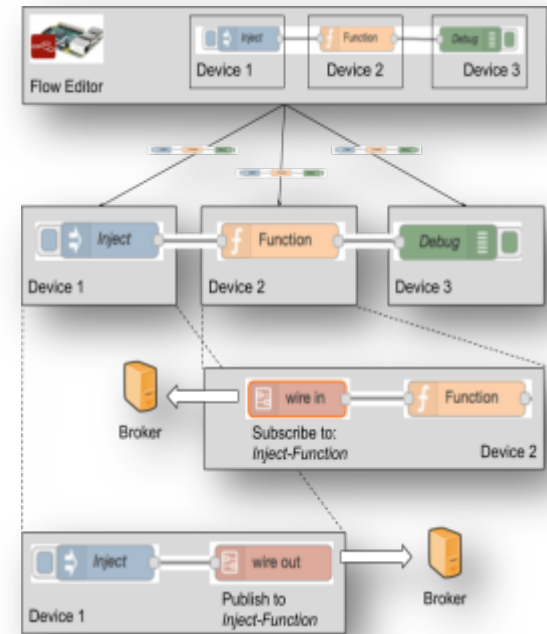 Inject
Function
Debug
Flow Editor
Device 1
Device 2
Device 3
Inject
Function
Debug
Device 1
Device 2
Device 3
wire in
Function
Broker
Subscribe to:
Inject-Function
Device 2
Inject
wire out
Device 1
Publish to
Inject-Function
Broker